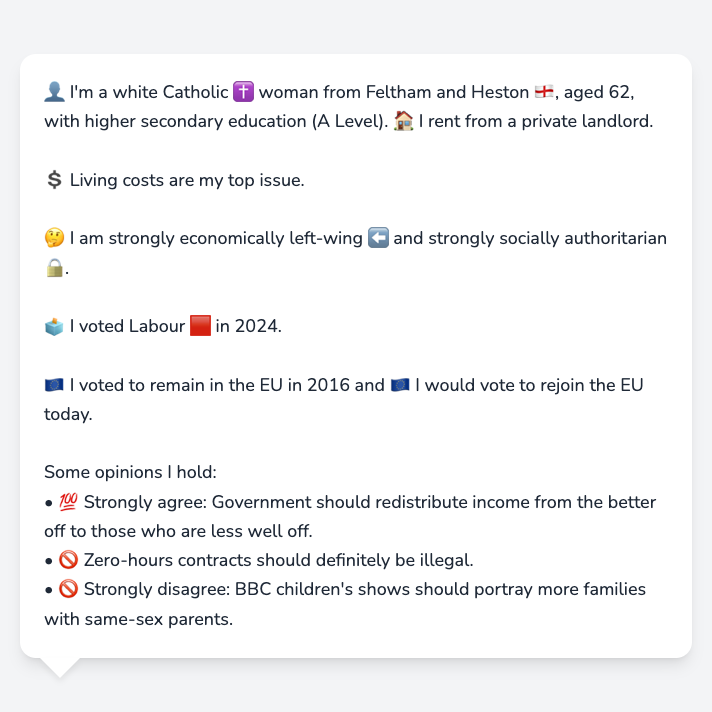 👤 I'm a white Catholic ✝️ woman from Feltham and Heston 🏴󠁧󠁢󠁥󠁮󠁧󠁿, aged 62,
with higher secondary education (A Level). 🏠 I rent from a private landlord.
💲 Living costs are my top issue.
🤔 I am strongly economically left-wing ⬅️ and strongly socially authoritarian
🔒.
🗳️ I voted Labour 🟥 in 2024.
🇪🇺 I voted to remain in the EU in 2016 and 🇪🇺 I would vote to rejoin the EU
today.
Some opinions I hold:
• 💯 Strongly agree: Government should redistribute income from the better
off to those who are less well off.
• 🚫 Zero-hours contracts should definitely be illegal.
• 🚫 Strongly disagree: BBC children's shows should portray more families
with same-sex parents.